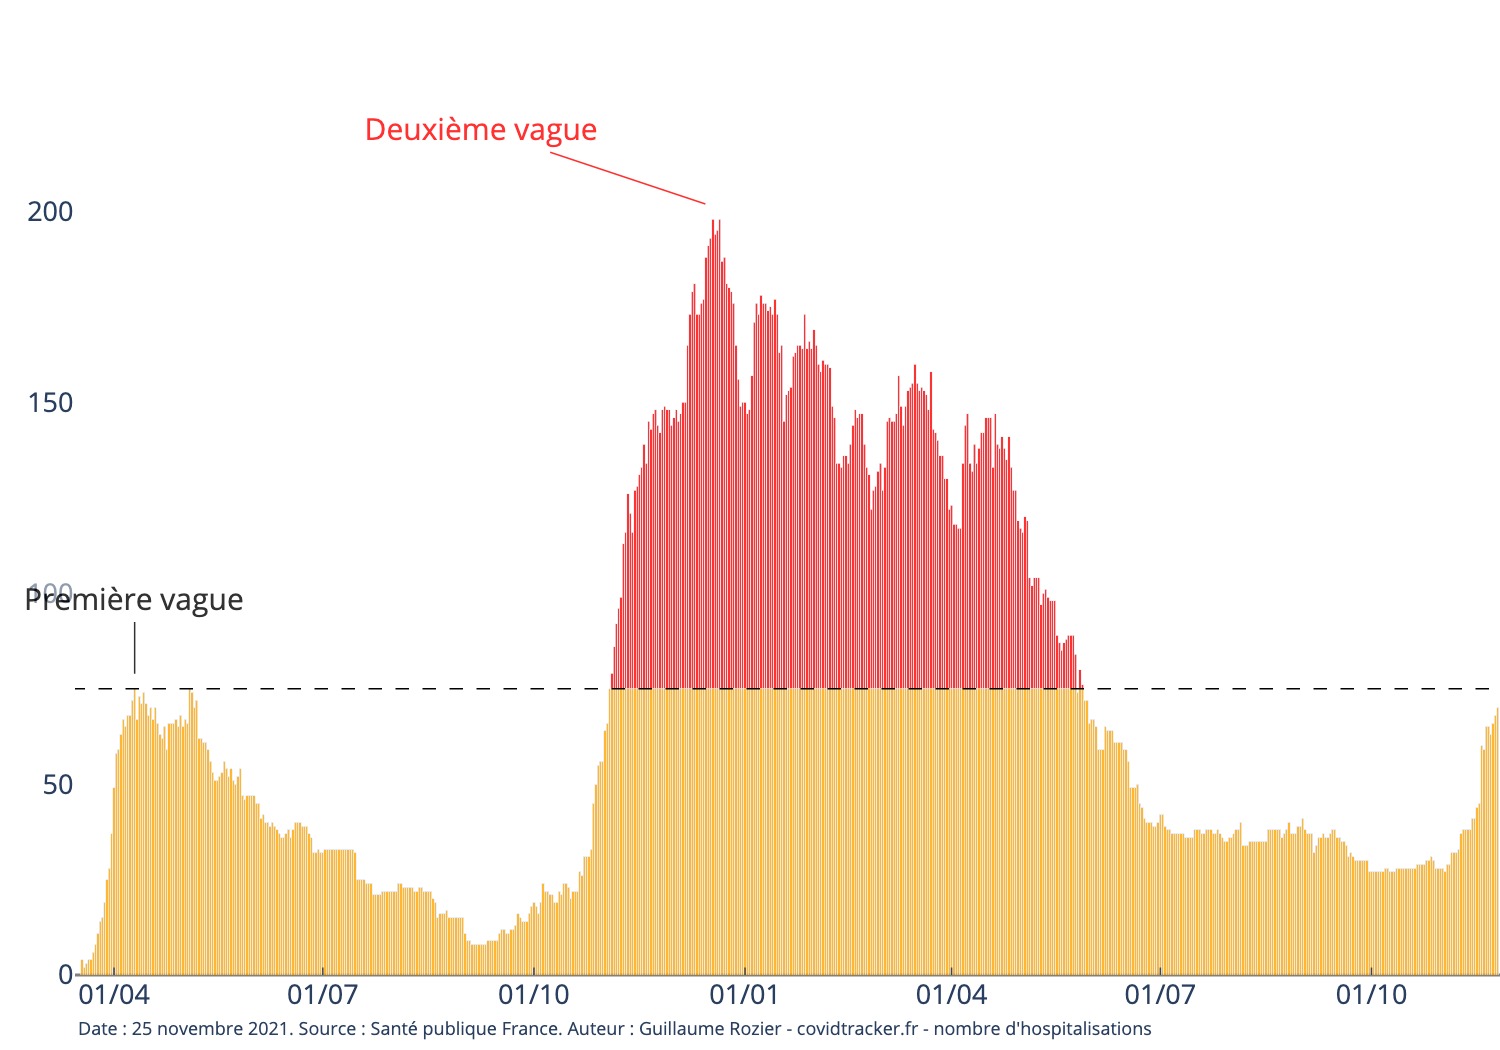 Deuxième vague
200
150
100
Première vague
50
0
01/04 01/07 01/10 01/01 01/04 01/07 01/10
Date : 25 novembre 2021. Source : Santé publique France. Auteur : Guillaume Rozier - covidtracker.fr - nombre d'hospitalisations